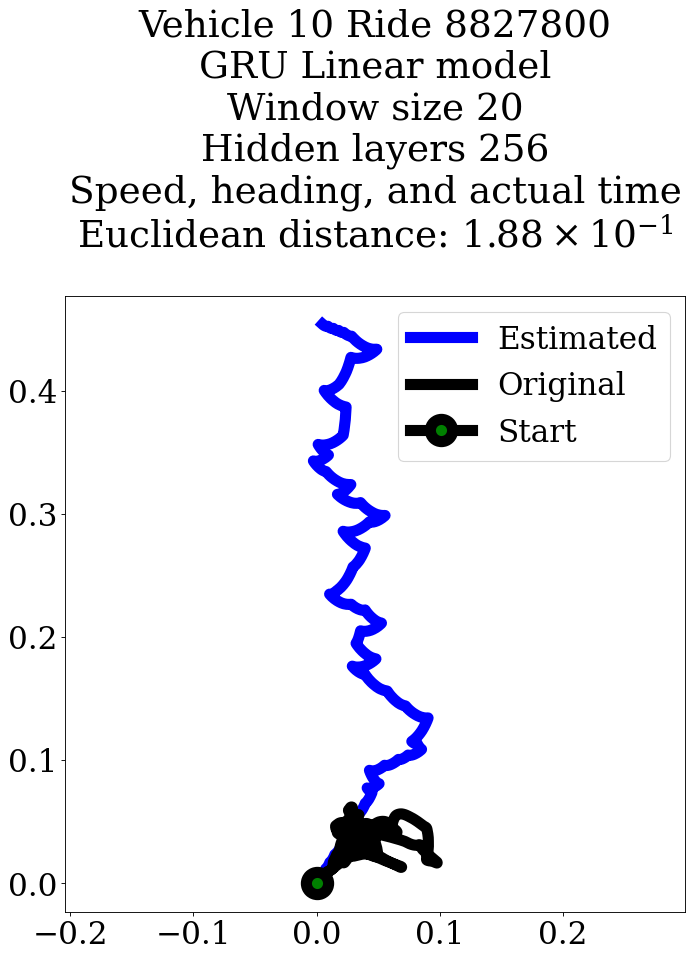 Vehicle 10 Ride 8827800
GRU Linear model
Window size 20
Hidden layers 256
Speed, heading, and actual time
Euclidean distance: 1.88 × 10⁻¹
Estimated
Original
Start
0.4
0.3
0.2
0.1
0.0
−0.2 −0.1 0.0 0.1 0.2